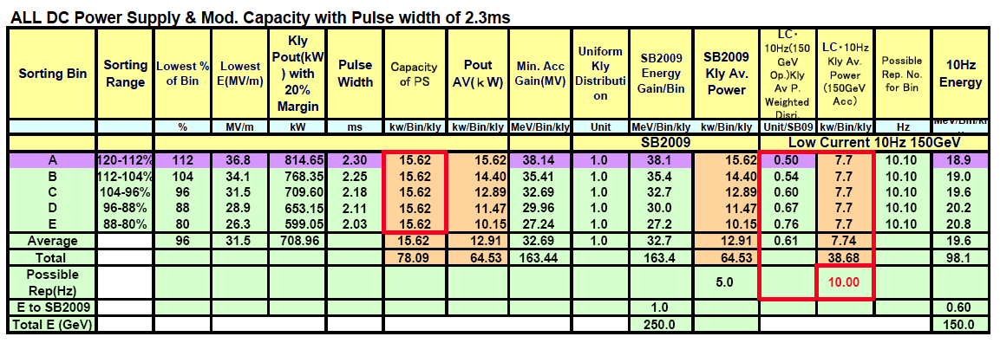 ALL DC Power Supply & Mod. Capacity with Pulse width of 2.3ms
Sorting Bin Sorting Range Lowest % of Bin Lowest E(MV/m) Kly Pout(kW) with 20% Margin Pulse Width Capacity of PS Pout AV(ｋW) Min. Acc Gain(MV) Uniform Kly Distributi on SB2009 Energy Gain/Bin SB2009 Kly Av. Power LC・10Hz(150 GeV Op.)Kly Av P. Weighted Disri. LC・10Hz Kly Av. Power (150GeV Acc) Possible Rep. No. for Bin 10Hz Energy
% MV/m kW ms kw/Bin/kly kw/Bin/kly MeV/Bin/kly Unit MeV/Bin/kly kw/Bin/kly Unit/SB09 kw/Bin/kly Hz
SB2009 Low Current 10Hz 150GeV
A 120-112% 112 36.8 814.65 2.30 15.62 15.62 38.14 1.0 38.1 15.62 0.50 7.7 10.10 18.9
B 112-104% 104 34.1 768.35 2.25 15.62 14.40 35.41 1.0 35.4 14.40 0.54 7.7 10.10 19.0
C 104-96% 96 31.5 709.60 2.18 15.62 12.89 32.69 1.0 32.7 12.89 0.60 7.7 10.10 19.6
D 96-88% 88 28.9 653.15 2.11 15.62 11.47 29.96 1.0 30.0 11.47 0.67 7.7 10.10 20.2
E 88-80% 80 26.3 599.05 2.03 15.62 10.15 27.24 1.0 27.2 10.15 0.76 7.7 10.10 20.8
Average 96 31.5 708.96 15.62 12.91 32.69 1.0 32.7 12.91 0.61 7.74 19.6
Total 78.09 64.53 163.44 163.4 64.53 38.68 98.1
Possible Rep(Hz) 5.0 10.00
E to SB2009 1.0 0.60
Total E (GeV) 250.0 150.0